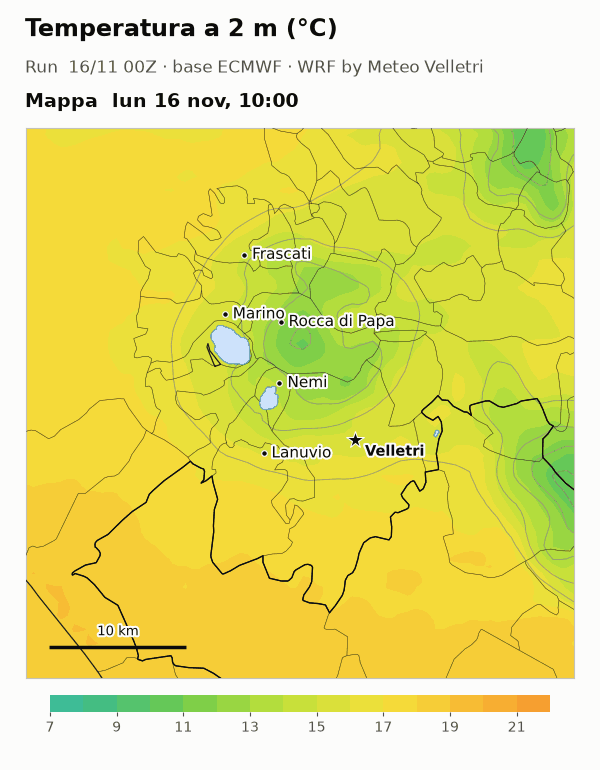 Temperatura a 2 m (°C)
Run  16/11 00Z · base ECMWF · WRF by Meteo Velletri
Mappa  lun 16 nov, 10:00
Frascati
Marino
Rocca di Papa
Nemi
Velletri
Lanuvio
10 km
7 9 11 13 15 17 19 21